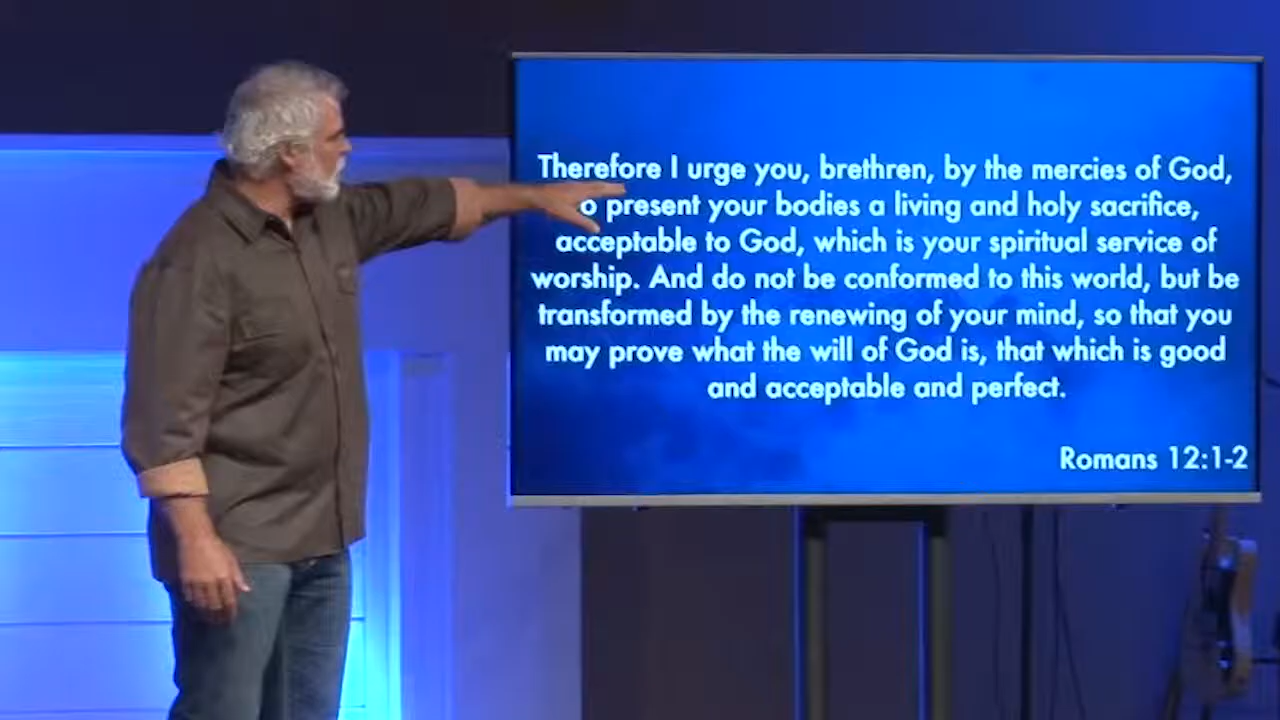 Therefore I urge you, brethren, by the mercies of God,
present your bodies a living and holy sacrifice,
acceptable to God, which is your spiritual service of
worship. And do not be conformed to this world, but be
transformed by the renewing of your mind, so that you
may prove what the will of God is, that which is good
and acceptable and perfect.
Romans 12:1-2